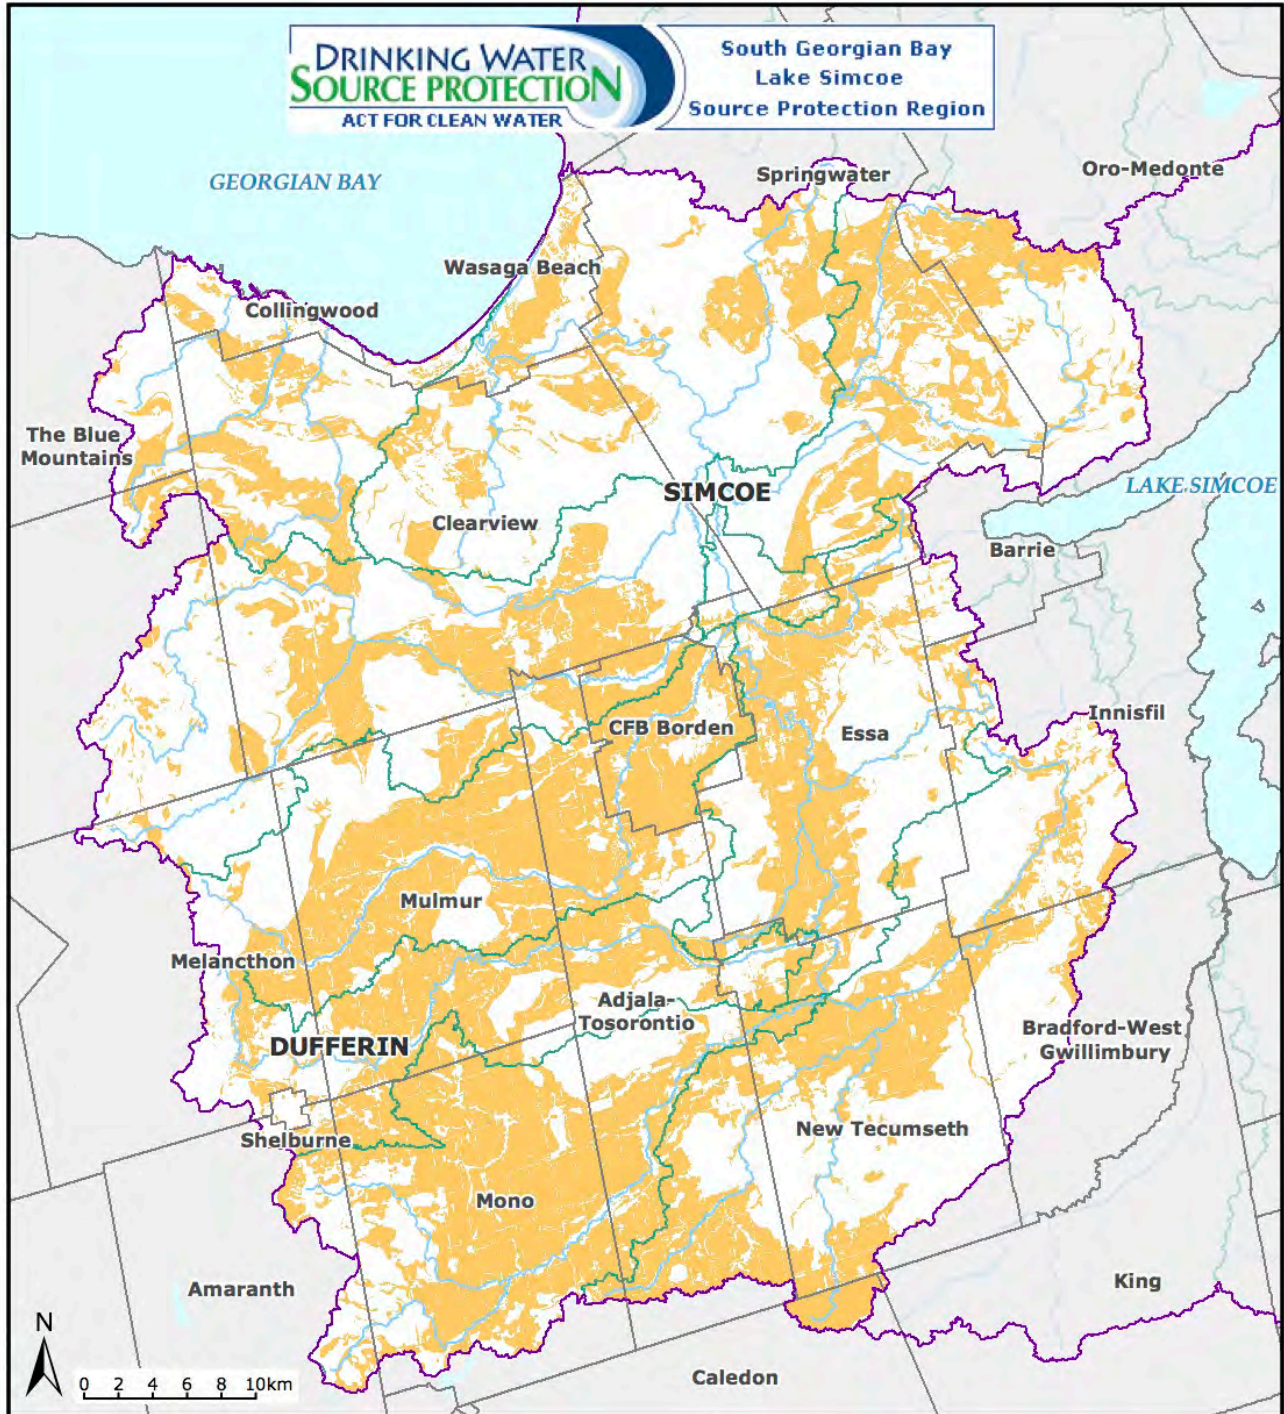 DRINKING WATER
SOURCE PROTECTION
ACT FOR CLEAN WATER
South Georgian Bay
Lake Simcoe
Source Protection Region
GEORGIAN BAY
Springwater
Oro-Medonte
Wasaga Beach
Collingwood
The Blue
Mountains
SIMCOE
LAKE SIMCOE
Clearview
Barrie
CFB Borden
Essa
Innisfil
Mulmur
Melancthon
Adjala-
Tosorontio
Bradford-West
Gwillimbury
DUFFERIN
Shelburne
New Tecumseth
Mono
Amaranth
King
N
0 2 4 6 8 10km
Caledon